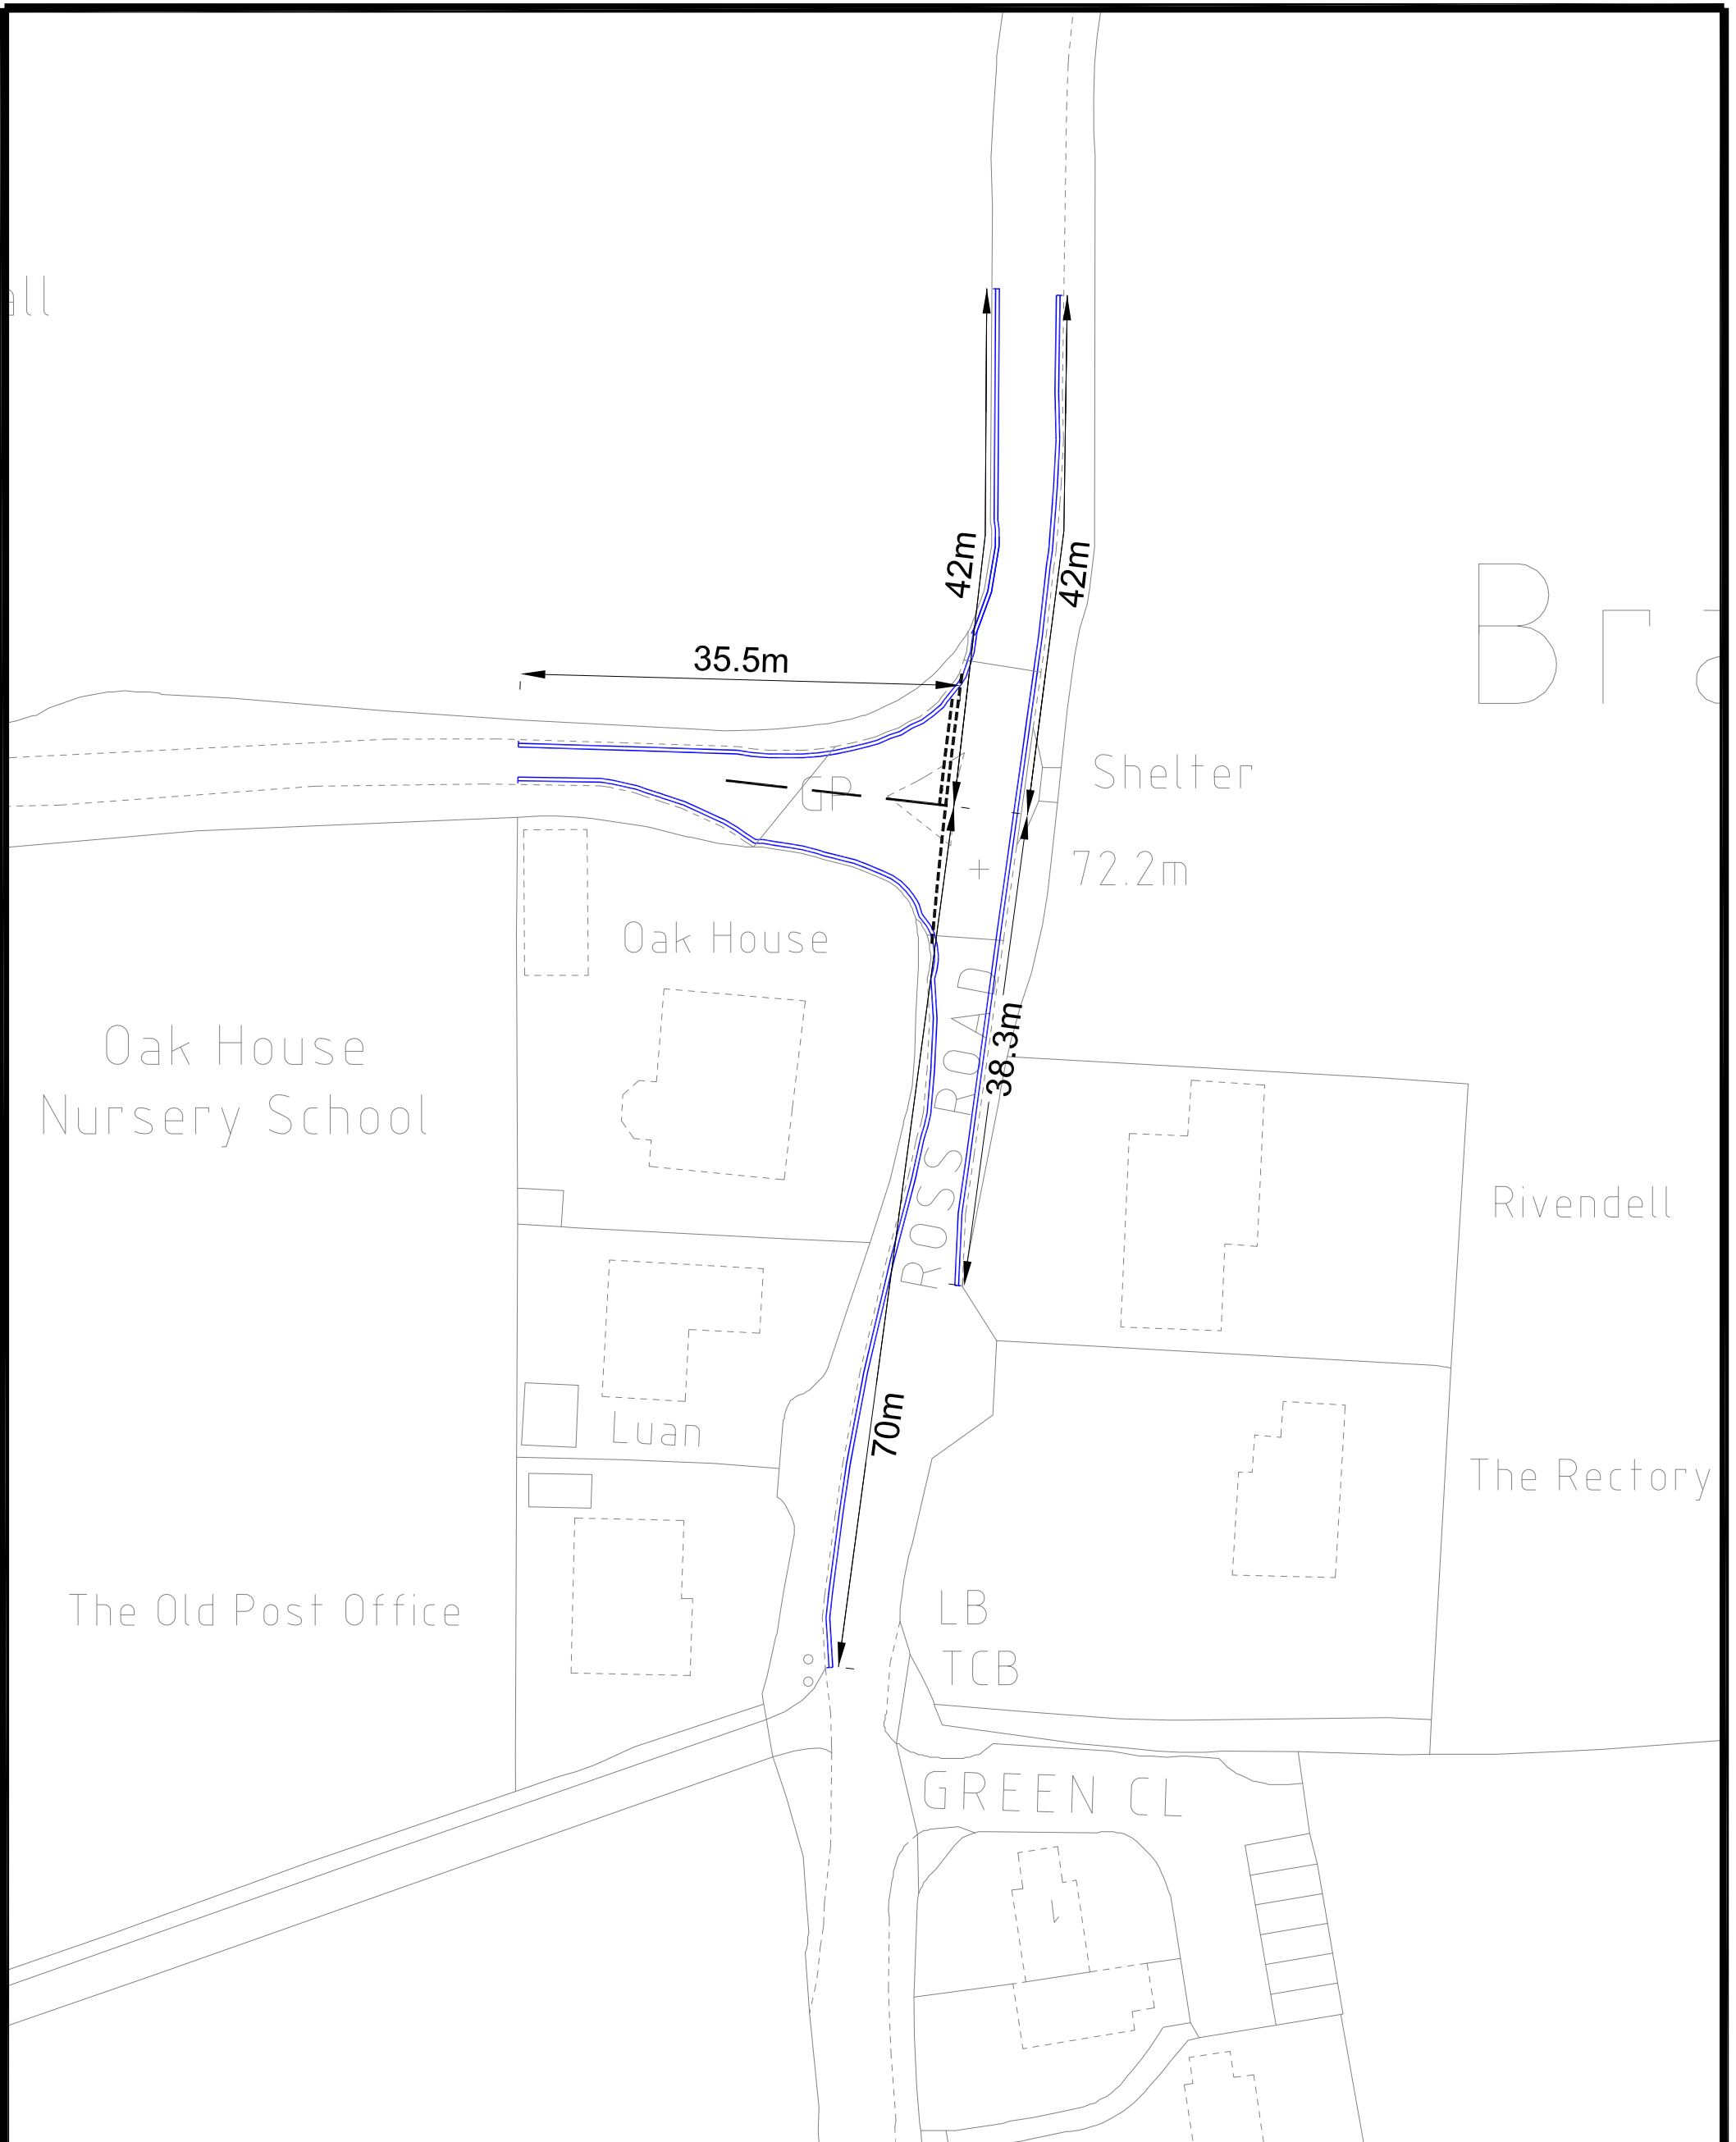 all
42m
42m
Bra
35.5m
Shelter
GP
72.2m
Oak House
ROSS ROAD
38.3m
Oak House
Nursery School
Rivendell
70m
Luan
The Rectory
The Old Post Office
LB
TCB
GREEN CL
1